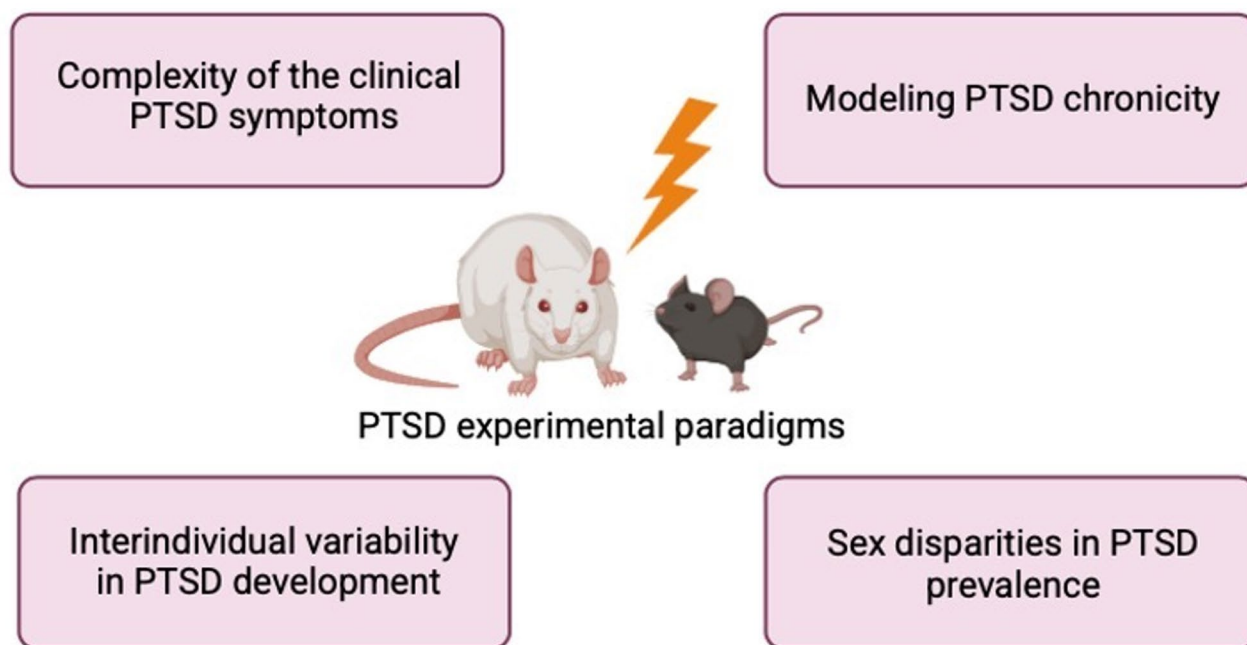 Complexity of the clinical
PTSD symptoms
Modeling PTSD chronicity
PTSD experimental paradigms
Interindividual variability
in PTSD development
Sex disparities in PTSD
prevalence